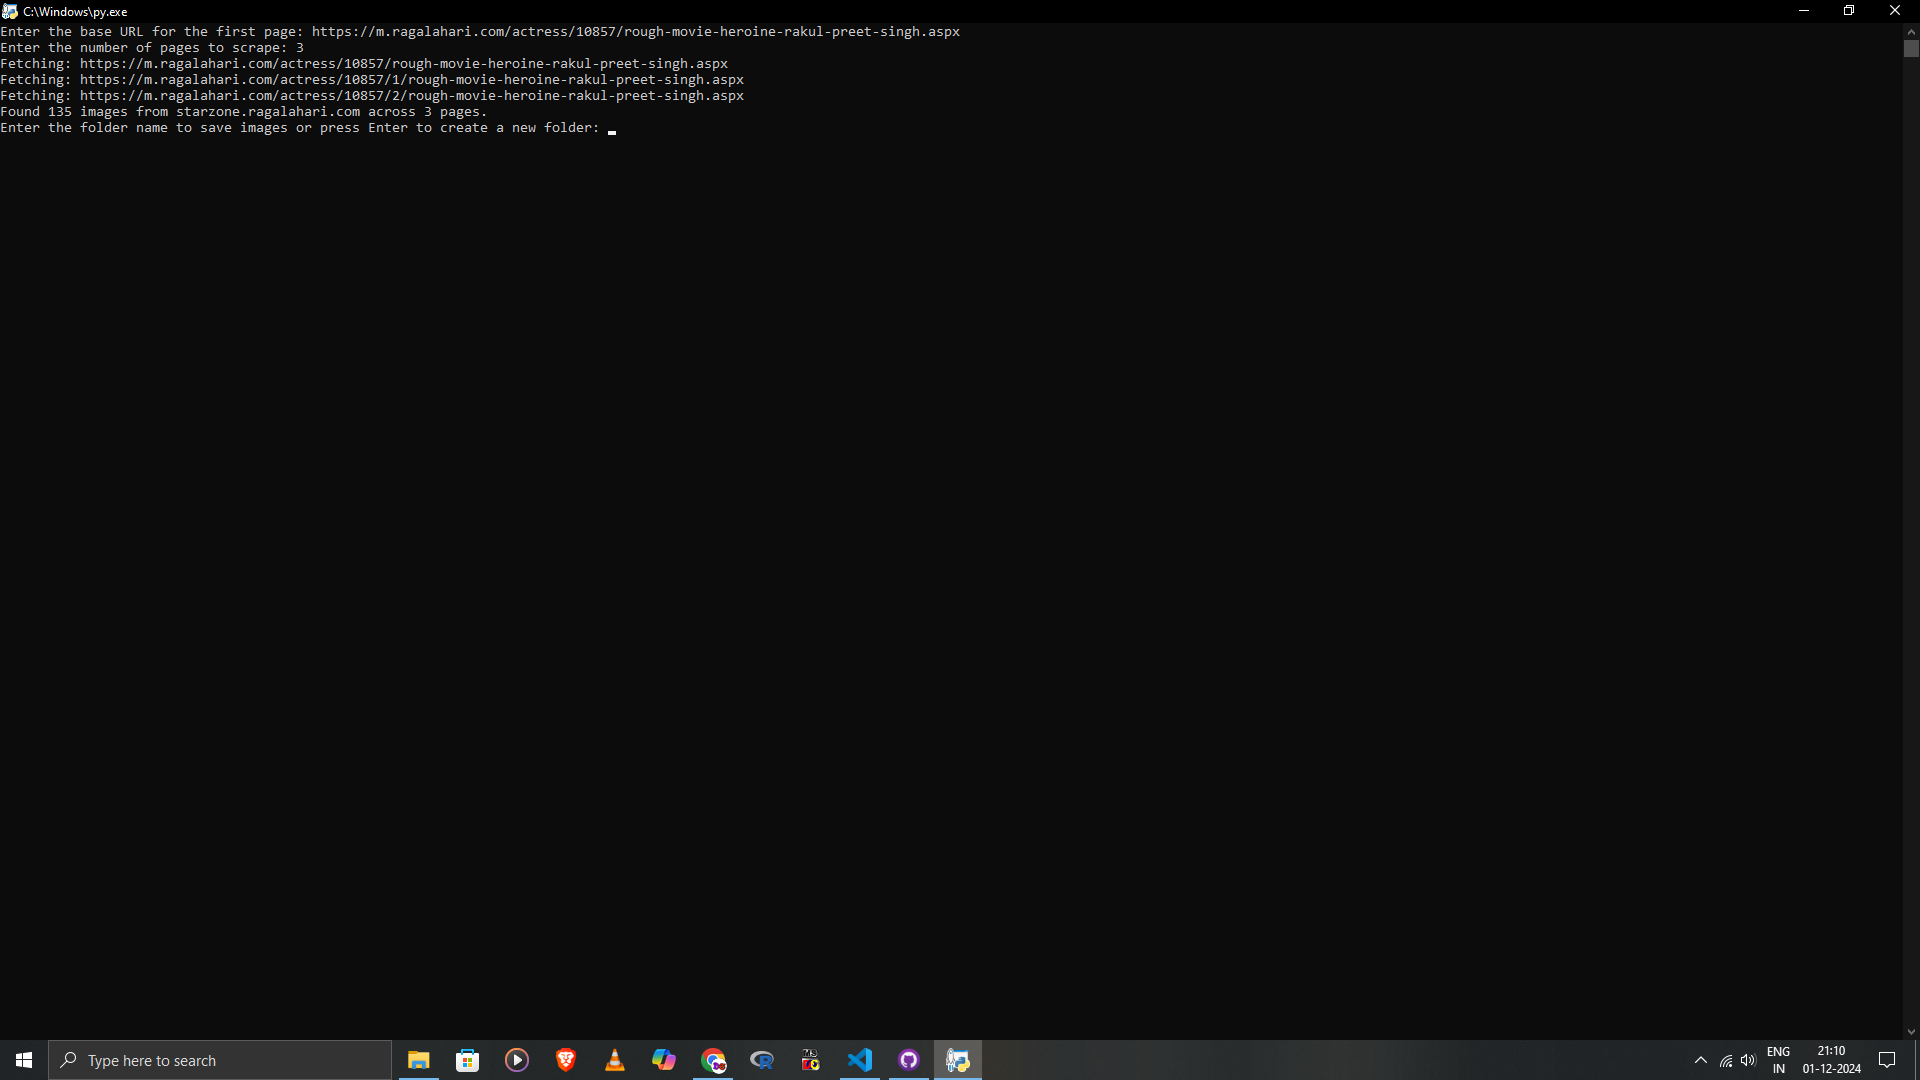 C:\Windows\py.exe
Enter the base URL for the first page: https://m.ragalahari.com/actress/10857/rough-movie-heroine-rakul-preet-singh.aspx
Enter the number of pages to scrape: 3
Fetching: https://m.ragalahari.com/actress/10857/rough-movie-heroine-rakul-preet-singh.aspx
Fetching: https://m.ragalahari.com/actress/10857/1/rough-movie-heroine-rakul-preet-singh.aspx
Fetching: https://m.ragalahari.com/actress/10857/2/rough-movie-heroine-rakul-preet-singh.aspx
Found 135 images from starzone.ragalahari.com across 3 pages.
Enter the folder name to save images or press Enter to create a new folder:
Type here to search
ENG
IN
21:10
01-12-2024